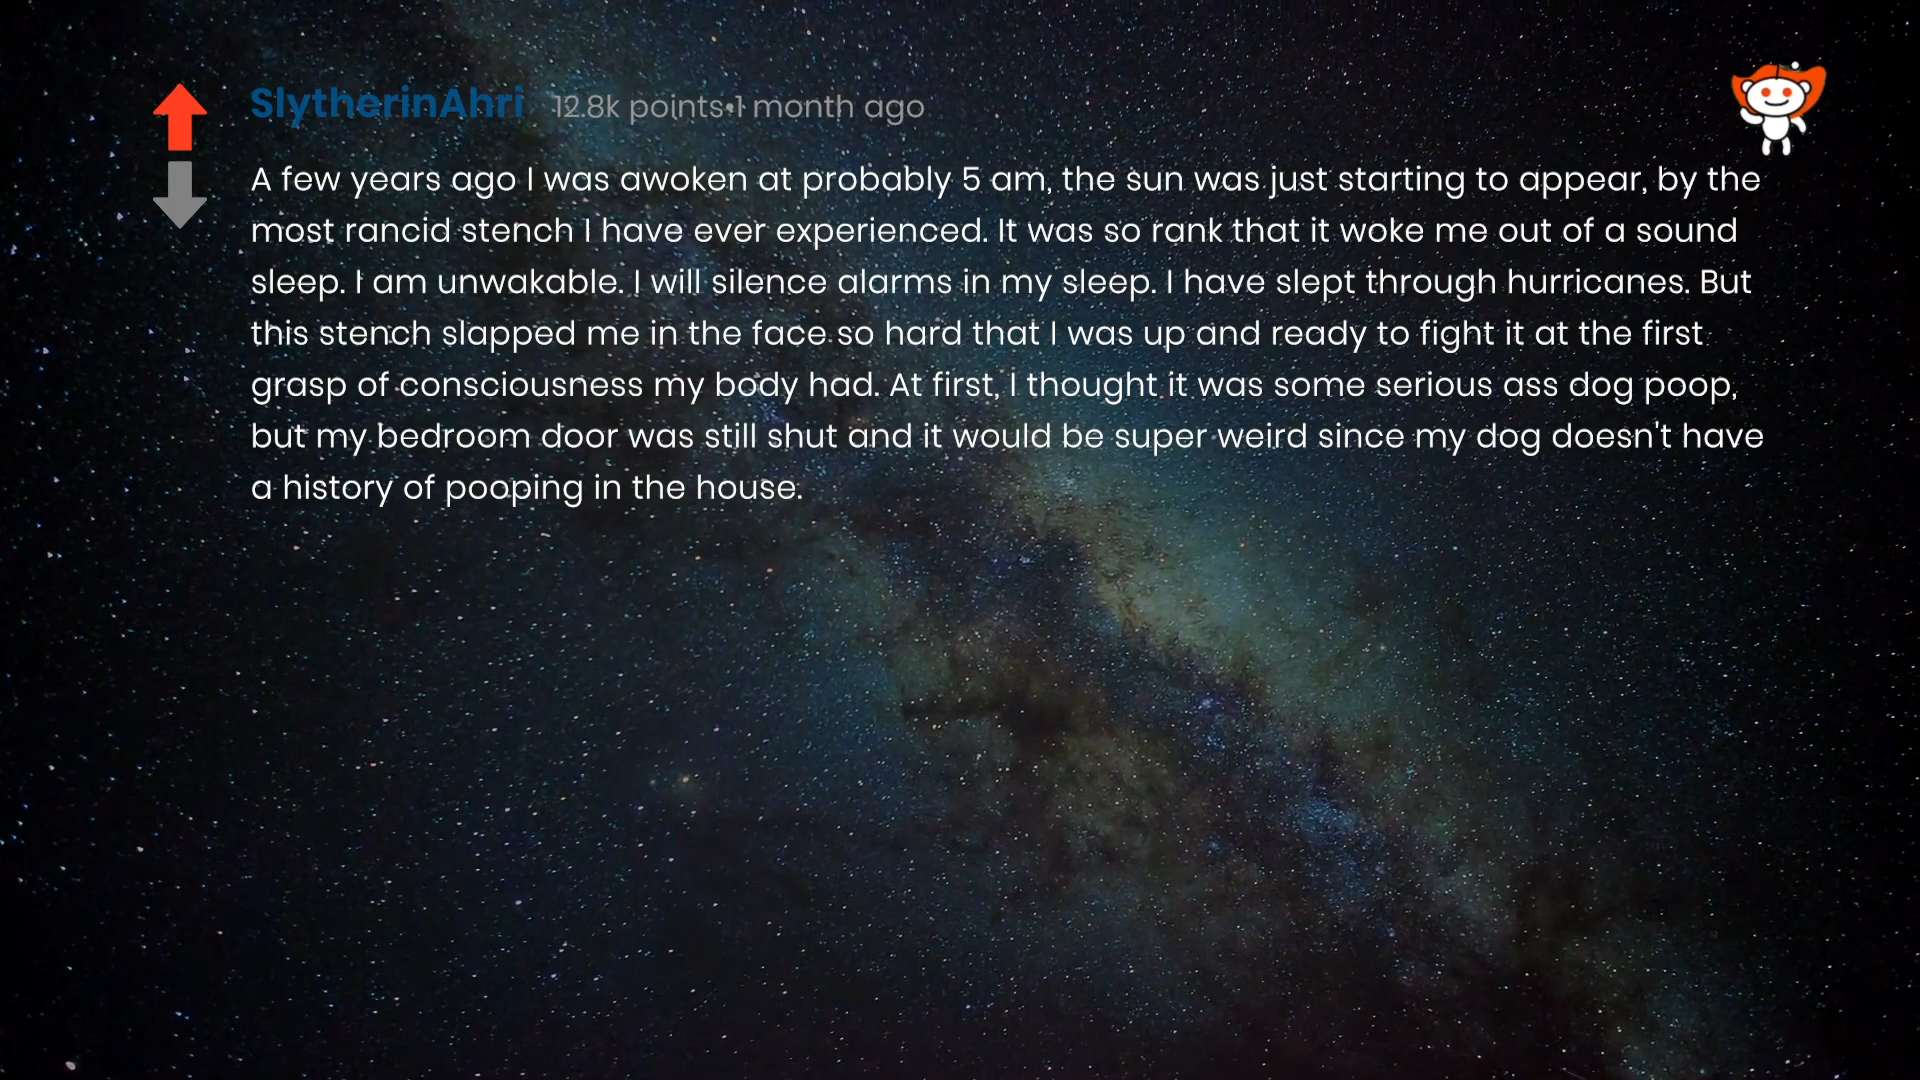 SlytherinAhri 12.8k points•1 month ago
A few years ago I was awoken at probably 5 am, the sun was just starting to appear, by the
most rancid stench I have ever experienced. It was so rank that it woke me out of a sound
sleep. I am unwakable. I will silence alarms in my sleep. I have slept through hurricanes. But
this stench slapped me in the face so hard that I was up and ready to fight it at the first
grasp of consciousness my body had. At first, I thought it was some serious ass dog poop,
but my bedroom door was still shut and it would be super weird since my dog doesn't have
a history of pooping in the house.